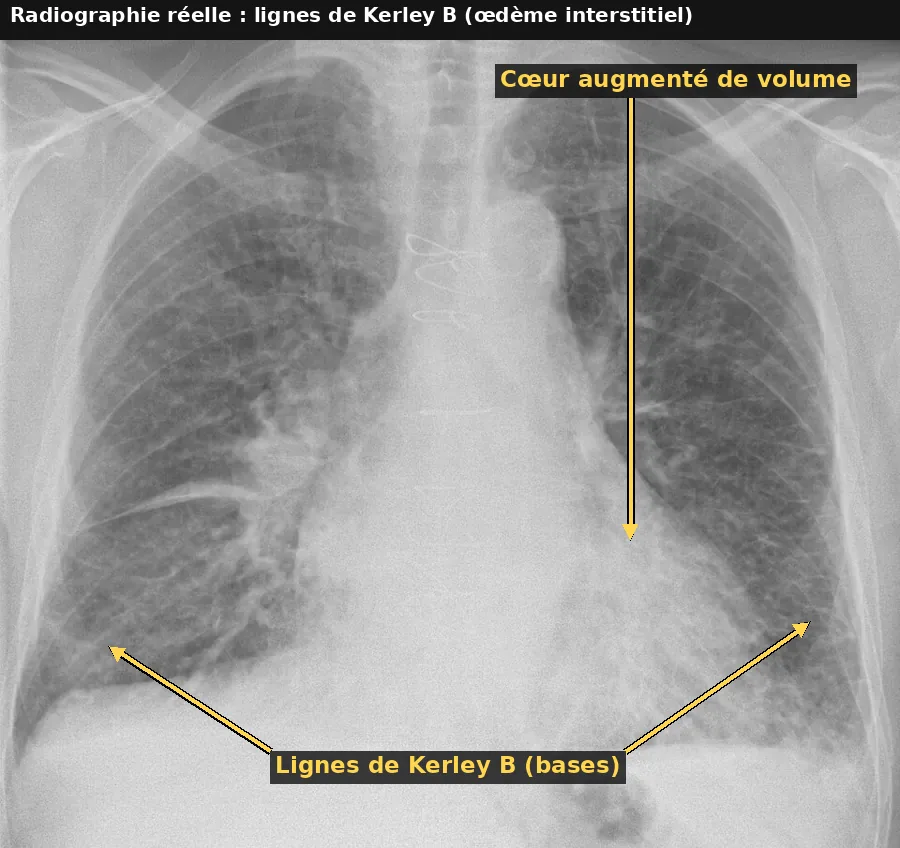 Radiographie réelle : lignes de Kerley B (œdème interstitiel)
Cœur augmenté de volume
Lignes de Kerley B (bases)